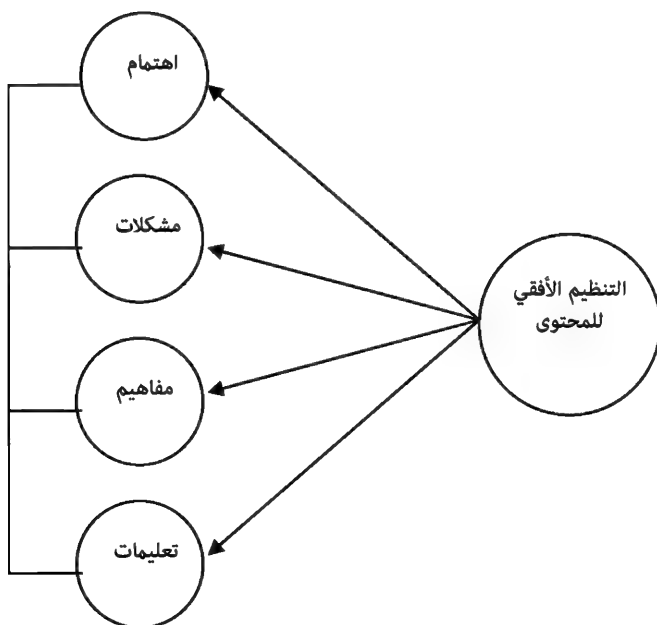 التنظيم الأفقي
للمحتوى
اهتمام
مشكلات
مفاهيم
تعليمات